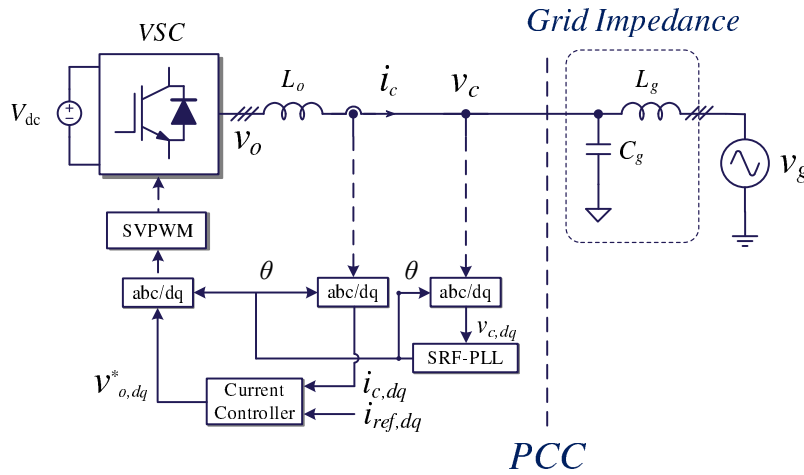 Grid Impedance
VSC
L_o
i_c
v_c
L_g
V_dc
+
−
v_o
C_g
v_g
SVPWM
θ
θ
abc/dq
abc/dq
abc/dq
v_c,dq
SRF-PLL
v*_o,dq
Current
Controller
i_c,dq
i_ref,dq
PCC